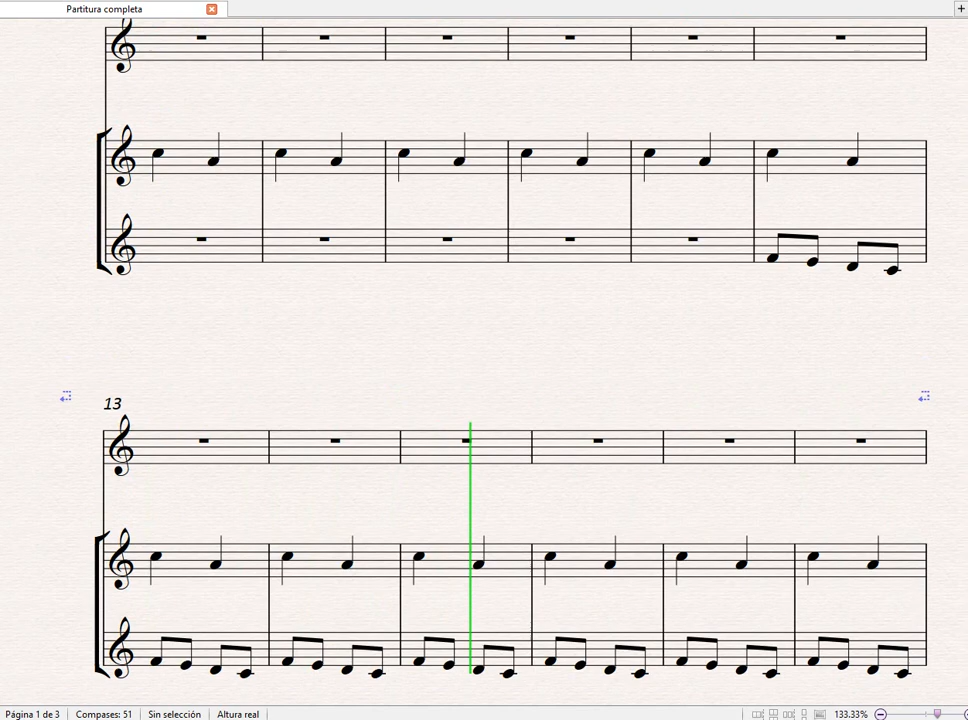 Partitura completa
13
Página 1 de 3 Compases: 51 Sin selección Altura real 133.33%